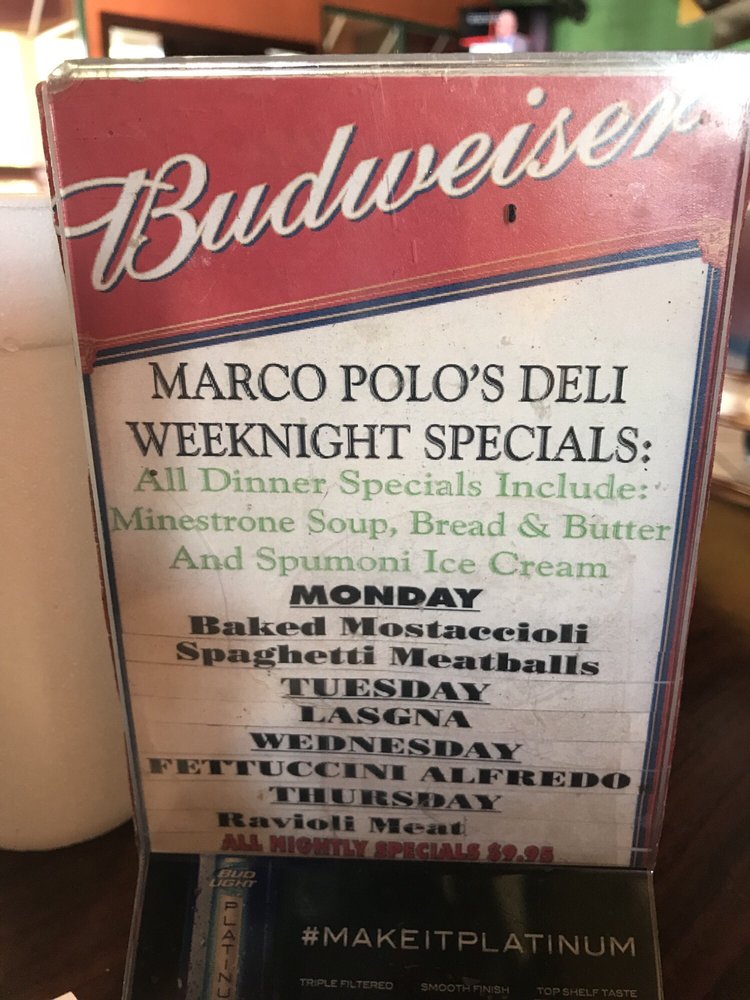 Budweiser
MARCO POLO'S DELI
WEEKNIGHT SPECIALS:
All Dinner Specials Include:
Minestrone Soup, Bread & Butter
And Spumoni Ice Cream
MONDAY
Baked Mostaccioli
Spaghetti Meatballs
TUESDAY
LASGNA
WEDNESDAY
FETTUCCINI ALFREDO
THURSDAY
Ravioli Meat
ALL NIGHTLY SPECIALS $9.95
BUD
LIGHT
PLATINU
#MAKEITPLATINUM
TRIPLE FILTERED SMOOTH FINISH TOP SHELF TASTE